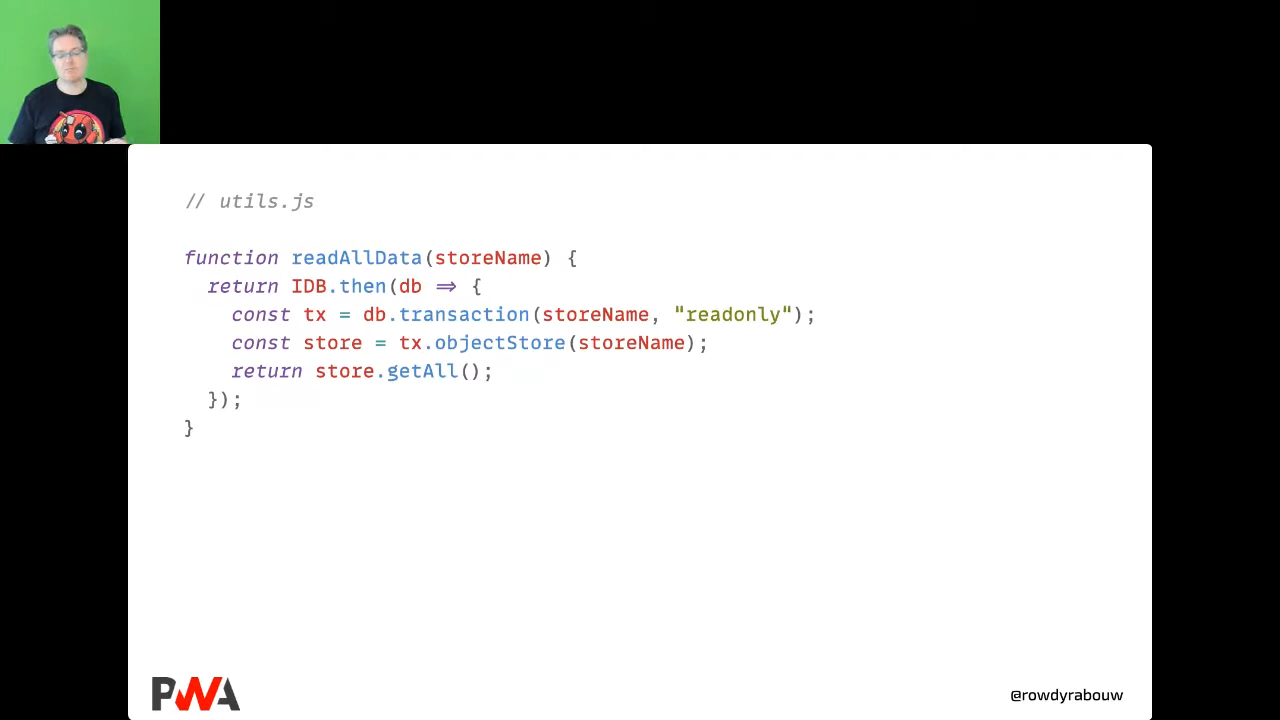 // utils.js
function readAllData(storeName) {
return IDB.then(db => {
const tx = db.transaction(storeName, "readonly");
const store = tx.objectStore(storeName);
return store.getAll();
});
}
PWA
@rowdyrabouw